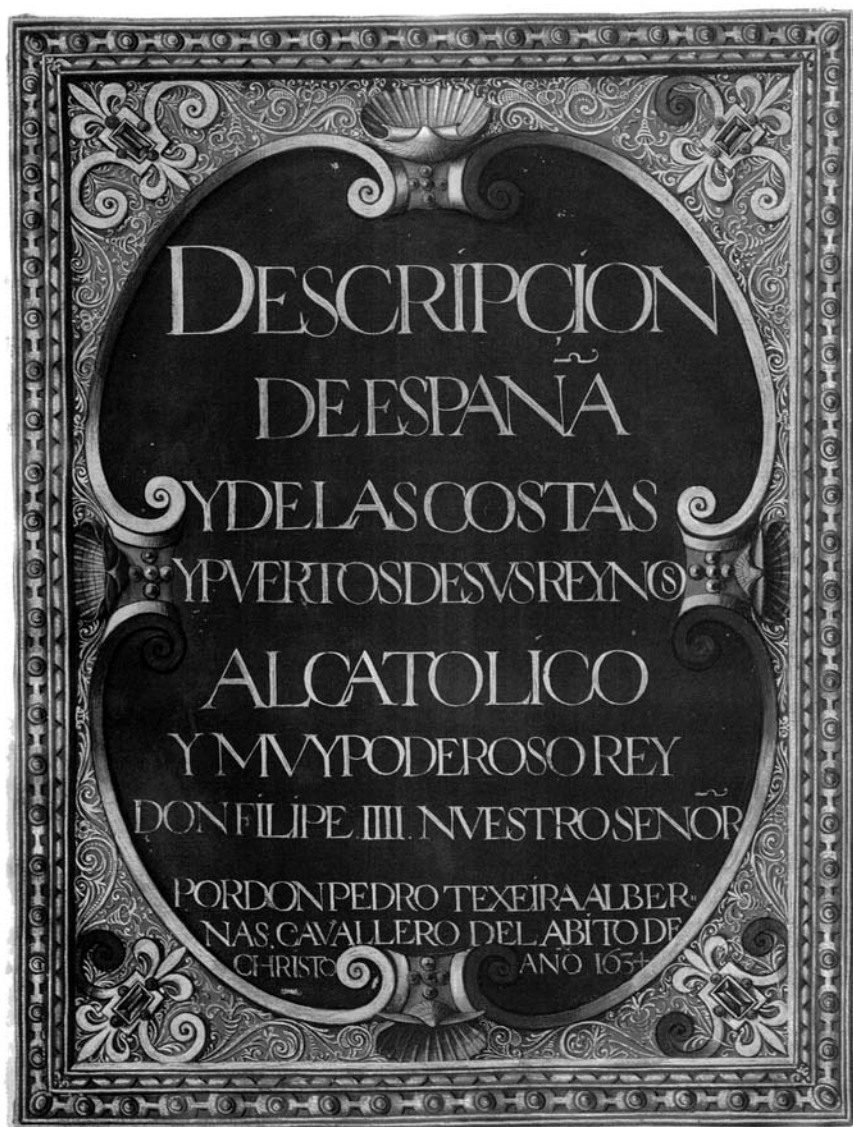 DESCRIPCION
DE ESPAÑA
Y DE LAS COSTAS
Y PVERTOS DE SVS REYNOS
AL CATOLICO
Y MVY PODEROSO REY
DON FILIPE IIII. NVESTRO SEÑOR
POR DON PEDRO TEXEIRA ALBER-
NAS, CAVALLERO DEL ABITO DE
CHRISTO AÑO 1634